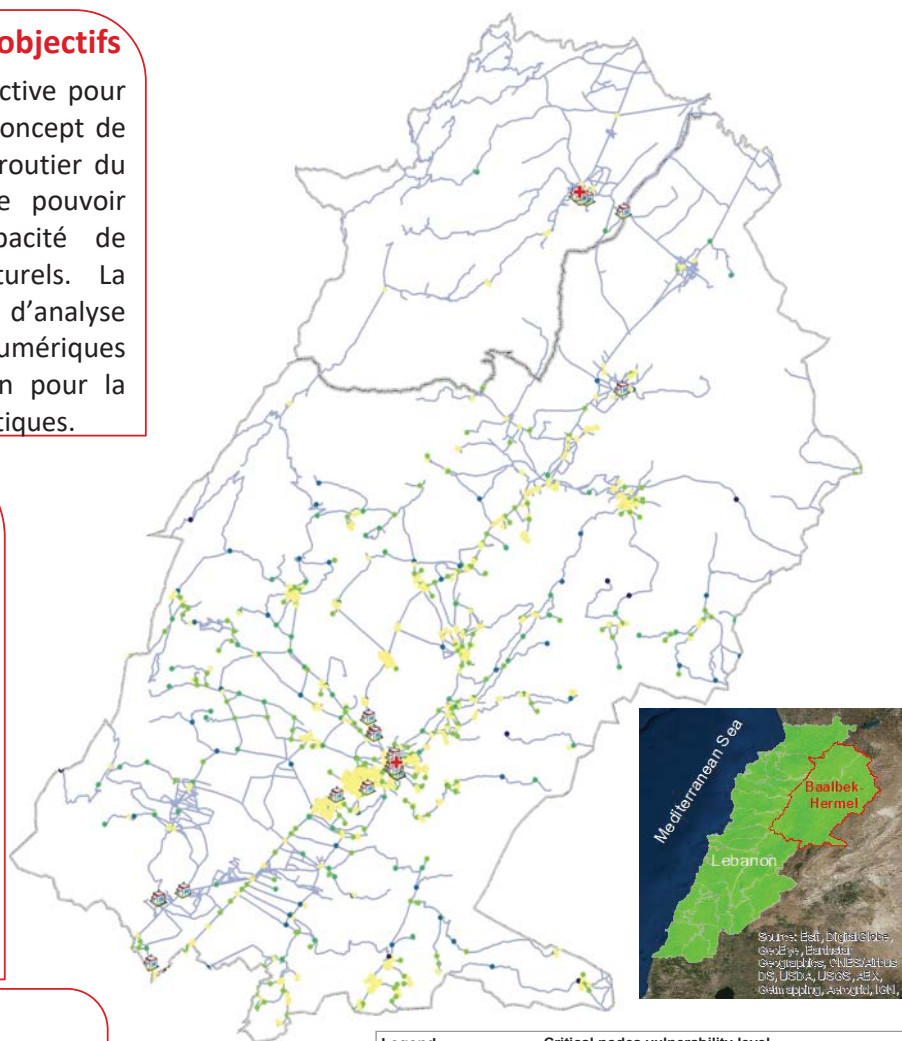 objectifs
ctive pour
oncept de
routier du
e pouvoir
pacité de
turels. La
d'analyse
umériques
n pour la
tiques.
Mediterranean Sea
Baalbek-
Hermel
Lebanon
Source: Esri, DigitalGlobe,
GeoEye, Earthstar
Geographics, CNES/Airbus
DS, USDA, USGS, AEX,
Getmapping, Aerogrid, IGN,
Legend
Critical nodes vulnerability level